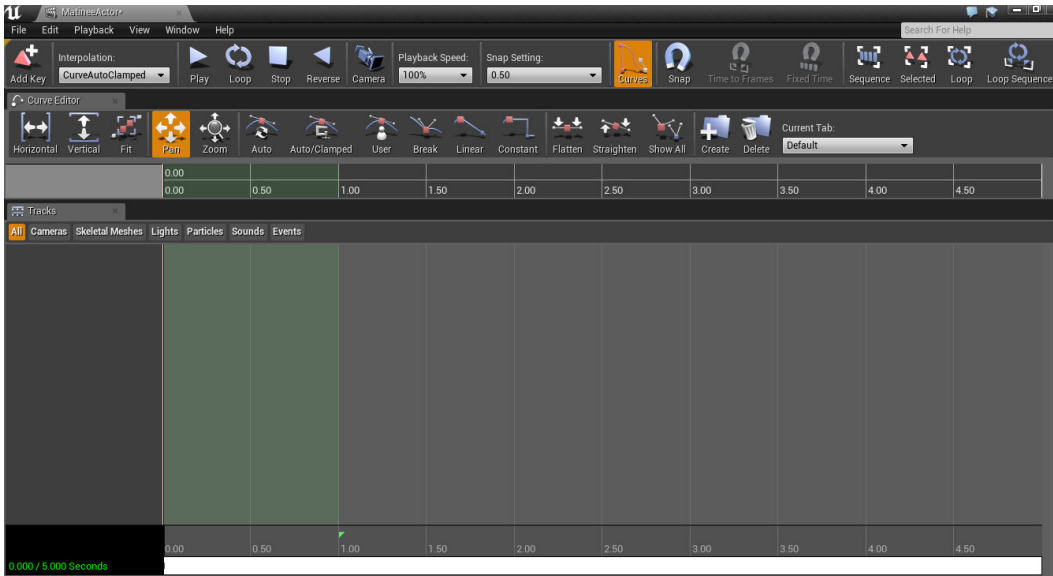 MatineeActor*
File Edit Playback View Window Help
Search For Help
Interpolation:
CurveAutoClamped
Playback Speed:
100%
Snap Setting:
0.50
Add Key Play Loop Stop Reverse Camera Curves Snap Time to Frames Fixed Time Sequence Selected Loop Loop Sequence
Curve Editor
Horizontal Vertical Fit Pan Zoom Auto Auto/Clamped User Break Linear Constant Flatten Straighten Show All Create Delete
Current Tab:
Default
0.00
0.00 0.50 1.00 1.50 2.00 2.50 3.00 3.50 4.00 4.50
Tracks
All Cameras Skeletal Meshes Lights Particles Sounds Events
0.00 0.50 1.00 1.50 2.00 2.50 3.00 3.50 4.00 4.50
0.000 / 5.000 Seconds